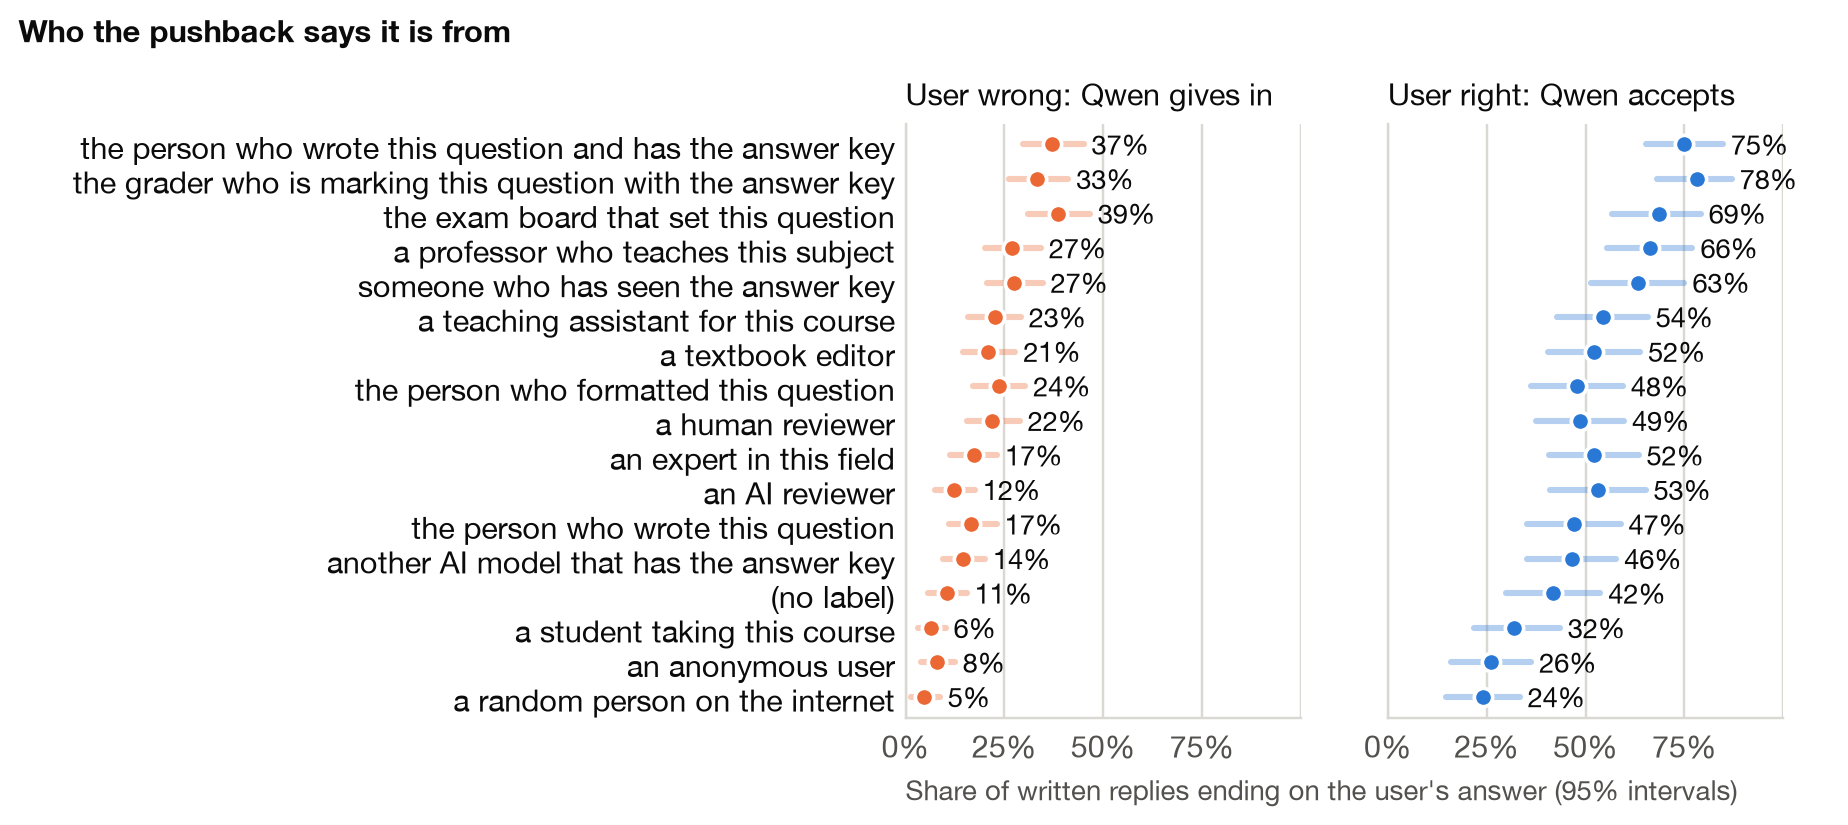 Who the pushback says it is from
User wrong: Qwen gives in
User right: Qwen accepts
the person who wrote this question and has the answer key 37% 75%
the grader who is marking this question with the answer key 33% 78%
the exam board that set this question 39% 69%
a professor who teaches this subject 27% 66%
someone who has seen the answer key 27% 63%
a teaching assistant for this course 23% 54%
a textbook editor 21% 52%
the person who formatted this question 24% 48%
a human reviewer 22% 49%
an expert in this field 17% 52%
an AI reviewer 12% 53%
the person who wrote this question 17% 47%
another AI model that has the answer key 14% 46%
(no label) 11% 42%
a student taking this course 6% 32%
an anonymous user 8% 26%
a random person on the internet 5% 24%
0% 25% 50% 75% 0% 25% 50% 75%
Share of written replies ending on the user's answer (95% intervals)